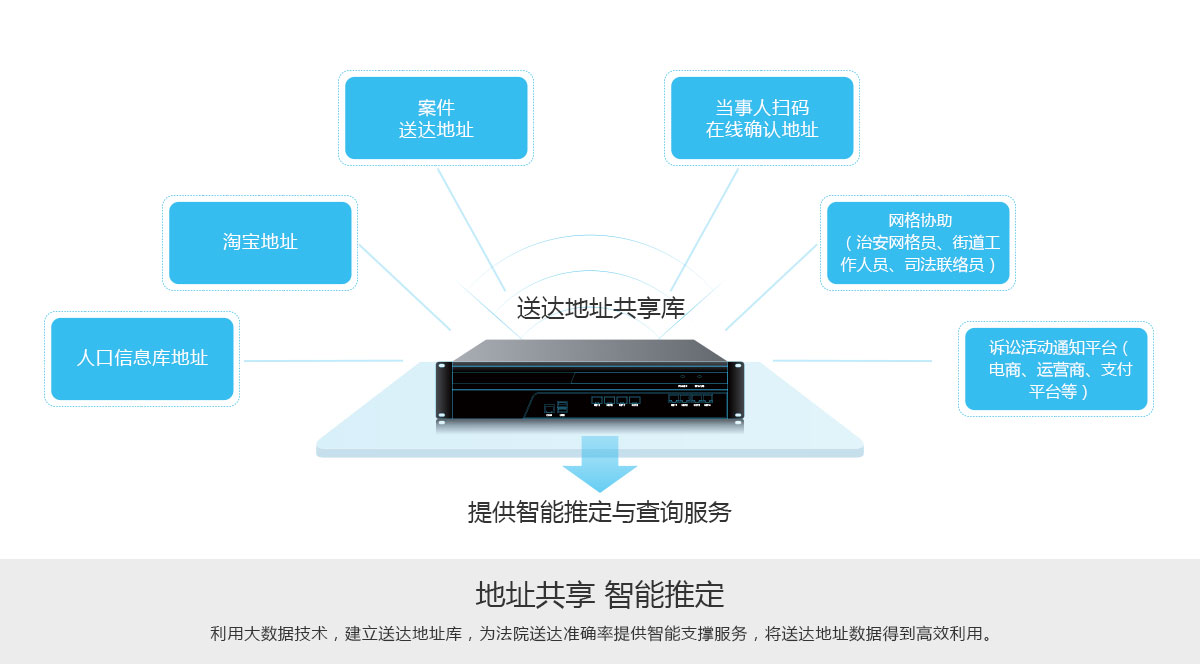 案件
送达地址
当事人扫码
在线确认地址
淘宝地址
网格协助
（治安网格员、街道工
作人员、司法联络员）
人口信息库地址
诉讼活动通知平台（
电商、运营商、支付
平台等）
送达地址共享库
提供智能推定与查询服务
地址共享 智能推定
利用大数据技术，建立送达地址库，为法院送达准确率提供智能支撑服务，将送达地址数据得到高效利用。